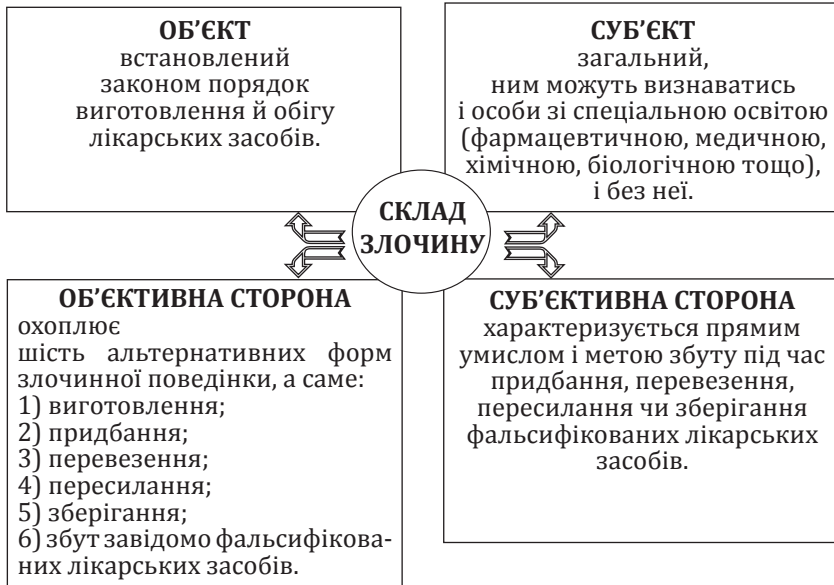 ОБ’ЄКТ
встановлений
законом порядок
виготовлення й обігу
лікарських засобів.
СУБ’ЄКТ
загальний,
ним можуть визнаватись
і особи зі спеціальною освітою
(фармацевтичною, медичною,
хімічною, біологічною тощо),
і без неї.
СКЛАД
ЗЛОЧИНУ
ОБ’ЄКТИВНА СТОРОНА
охоплює
шість альтернативних форм
злочинної поведінки, а саме:
1) виготовлення;
2) придбання;
3) перевезення;
4) пересилання;
5) зберігання;
6) збут завідомо фальсифікова-
них лікарських засобів.
СУБ’ЄКТИВНА СТОРОНА
характеризується прямим
умислом і метою збуту під час
придбання, перевезення,
пересилання чи зберігання
фальсифікованих лікарських
засобів.